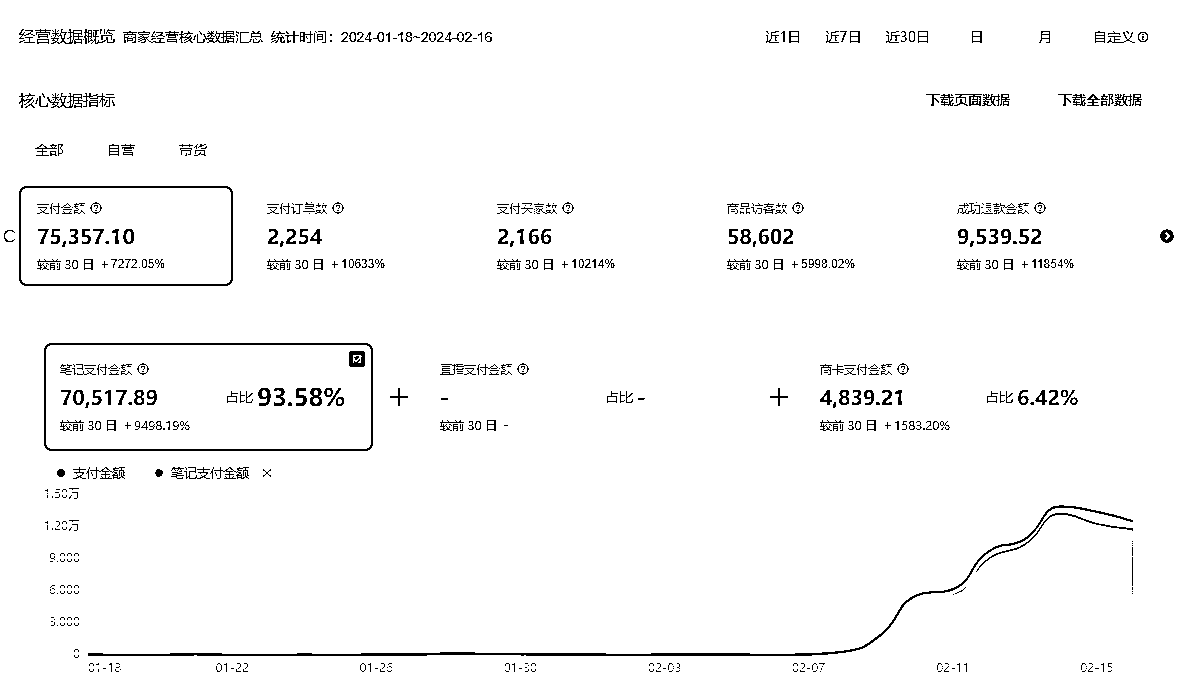 经营数据概览 商家经营核心数据汇总 统计时间：2024-01-18~2024-02-16 近1日 近7日 近30日 日 月 自定义
核心数据指标 下载页面数据 下载全部数据
全部 自营 带货
支付金额 支付订单数 支付买家数 商品访客数 成功退款金额
75,357.10 2,254 2,166 58,602 9,539.52
较前 30 日 +7272.05% 较前 30 日 +10633% 较前 30 日 +10214% 较前 30 日 +5998.02% 较前 30 日 +11854%
笔记支付金额 直播支付金额 商卡支付金额
70,517.89 占比 93.58% + - 占比 - + 4,839.21 占比 6.42%
较前 30 日 +9498.19% 较前 30 日 - 较前 30 日 +1583.20%
支付金额 笔记支付金额 ×
1.50万
1.20万
9,000
6,000
3,000
0
01-18 01-22 01-26 01-30 02-03 02-07 02-11 02-15